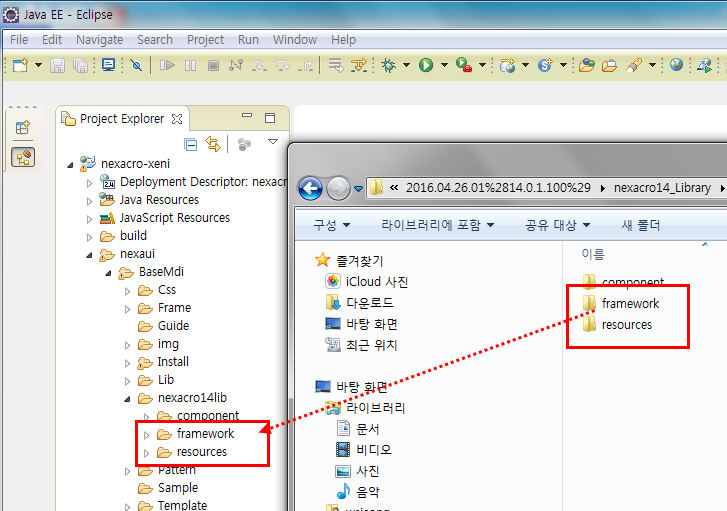 Java EE - Eclipse
File Edit Navigate Search Project Run Window Help
Project Explorer
nexacro-xeni
Deployment Descriptor: nexacr
Java Resources
JavaScript Resources
build
nexaui
BaseMdi
Css
Frame
Guide
img
Install
Lib
nexacro14lib
component
framework
resources
Pattern
Sample
Template
2016.04.26.01%2814.0.1.100%29 nexacro14_Library
구성 라이브러리에 포함 공유 대상 새 폴더
즐겨찾기
iCloud 사진
다운로드
바탕 화면
최근 위치
바탕 화면
라이브러리
문서
비디오
사진
음악
이름
component
framework
resources